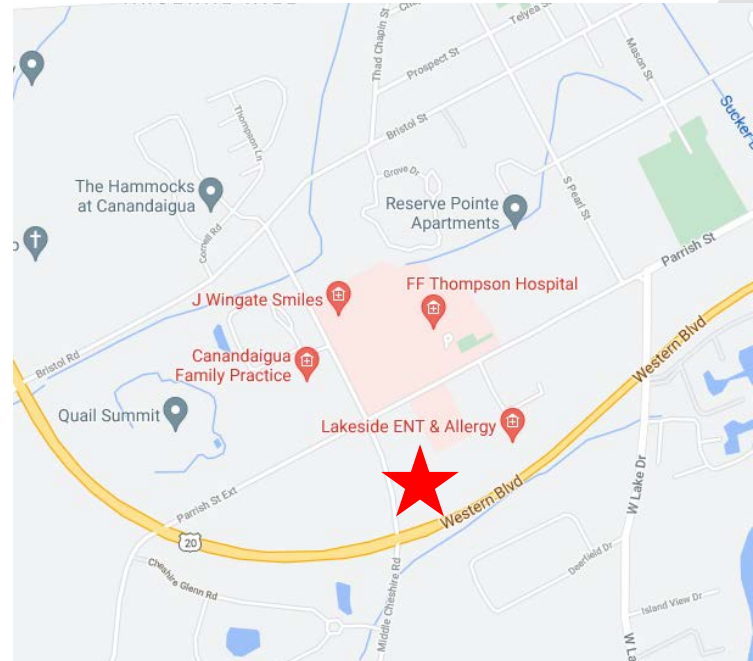 Thad Chapin St
Telyea St
Prospect St
Mason St
Sucker
Thompson Ln
Bristol St
Grove Dr
The Hammocks
at Canandaigua
Reserve Pointe
Apartments
S Pearl St
Cornell Rd
Parrish St
FF Thompson Hospital
J Wingate Smiles
P
Western Blvd
Canandaigua
Family Practice
Bristol Rd
Quail Summit
Lakeside ENT & Allergy
W Lake Dr
Parrish St Ext
Western Blvd
20
Cheshire Glenn Rd
Deerfield Dr
Middle Cheshire Rd
Island View Dr
W L